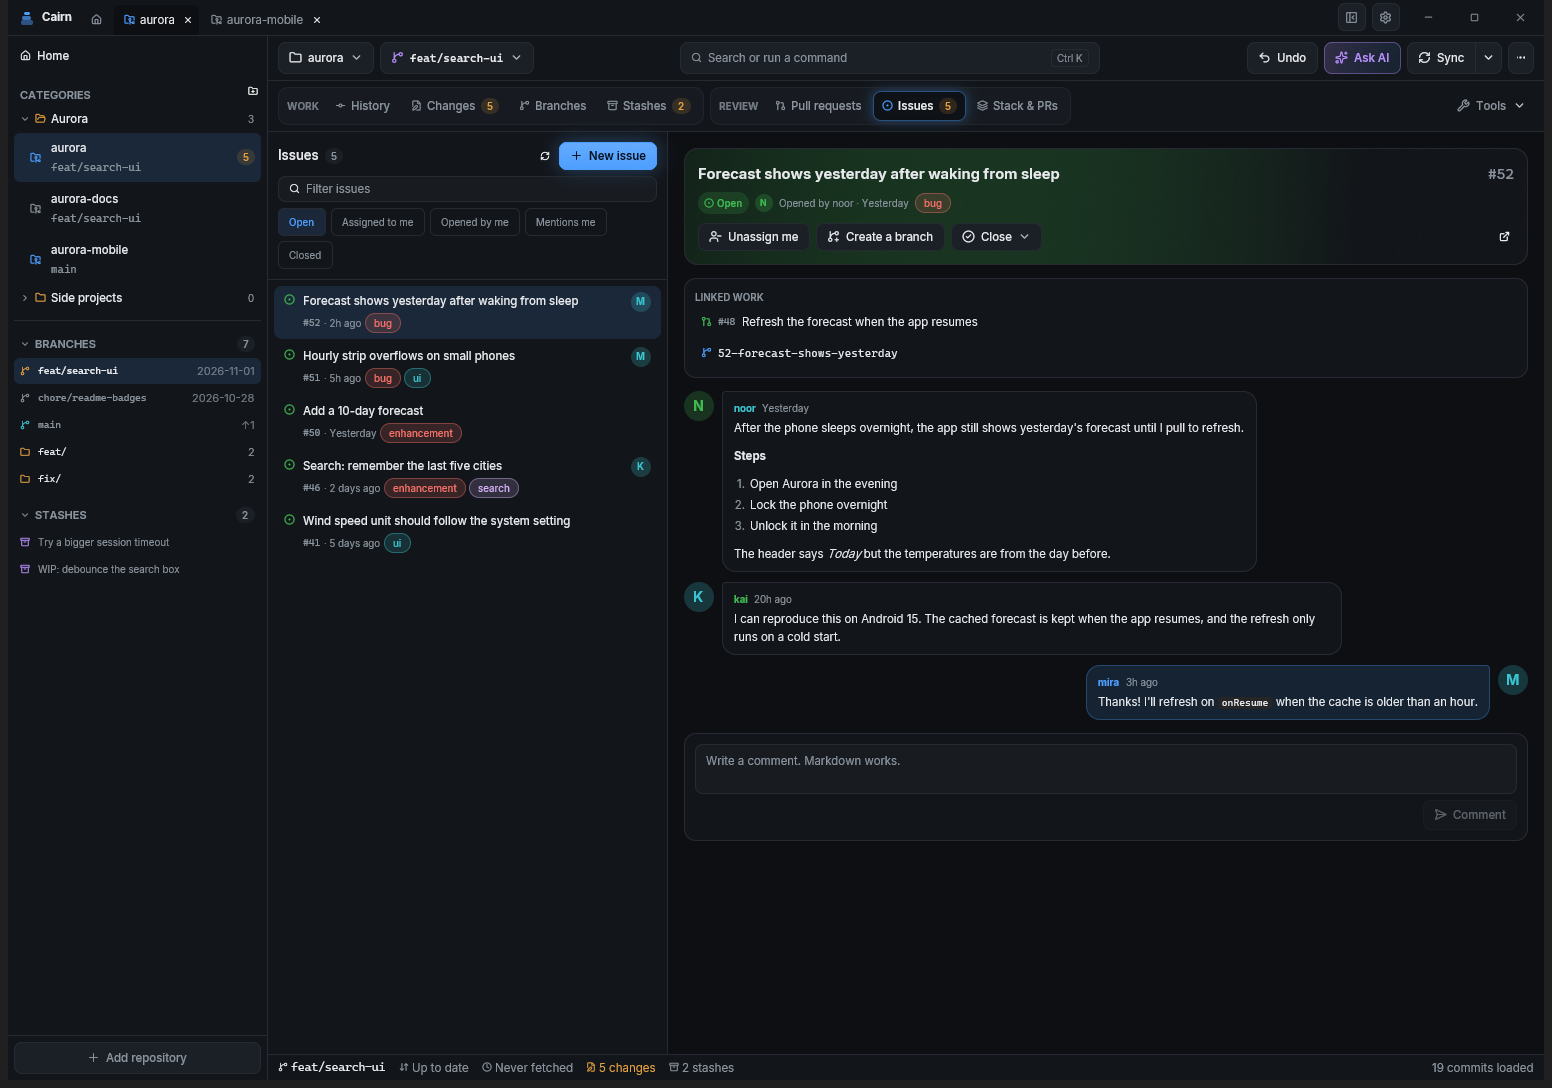 Cairn
aurora
aurora-mobile
Home
aurora
feat/search-ui
Search or run a command
Ctrl K
Undo
Ask AI
Sync
CATEGORIES
Aurora
3
aurora
feat/search-ui
5
aurora-docs
feat/search-ui
aurora-mobile
main
Side projects
0
BRANCHES
7
feat/search-ui
2026-11-01
chore/readme-badges
2026-10-28
main
↑1
feat/
2
fix/
2
STASHES
2
Try a bigger session timeout
WIP: debounce the search box
Add repository
WORK
History
Changes 5
Branches
Stashes 2
REVIEW
Pull requests
Issues 5
Stack & PRs
Tools
Issues 5
New issue
Filter issues
Open
Assigned to me
Opened by me
Mentions me
Closed
Forecast shows yesterday after waking from sleep
M
#52 · 2h ago bug
Hourly strip overflows on small phones
M
#51 · 5h ago bug ui
Add a 10-day forecast
#50 · Yesterday enhancement
Search: remember the last five cities
K
#46 · 2 days ago enhancement search
Wind speed unit should follow the system setting
#41 · 5 days ago ui
Forecast shows yesterday after waking from sleep
#52
Open
N
Opened by noor · Yesterday
bug
Unassign me
Create a branch
Close
LINKED WORK
#48 Refresh the forecast when the app resumes
52-forecast-shows-yesterday
N
noor Yesterday
After the phone sleeps overnight, the app still shows yesterday's forecast until I pull to refresh.
Steps
1. Open Aurora in the evening
2. Lock the phone overnight
3. Unlock it in the morning
The header says Today but the temperatures are from the day before.
K
kai 20h ago
I can reproduce this on Android 15. The cached forecast is kept when the app resumes, and the refresh only
runs on a cold start.
mira 3h ago
M
Thanks! I'll refresh on onResume when the cache is older than an hour.
Write a comment. Markdown works.
Comment
feat/search-ui
Up to date
Never fetched
5 changes
2 stashes
19 commits loaded